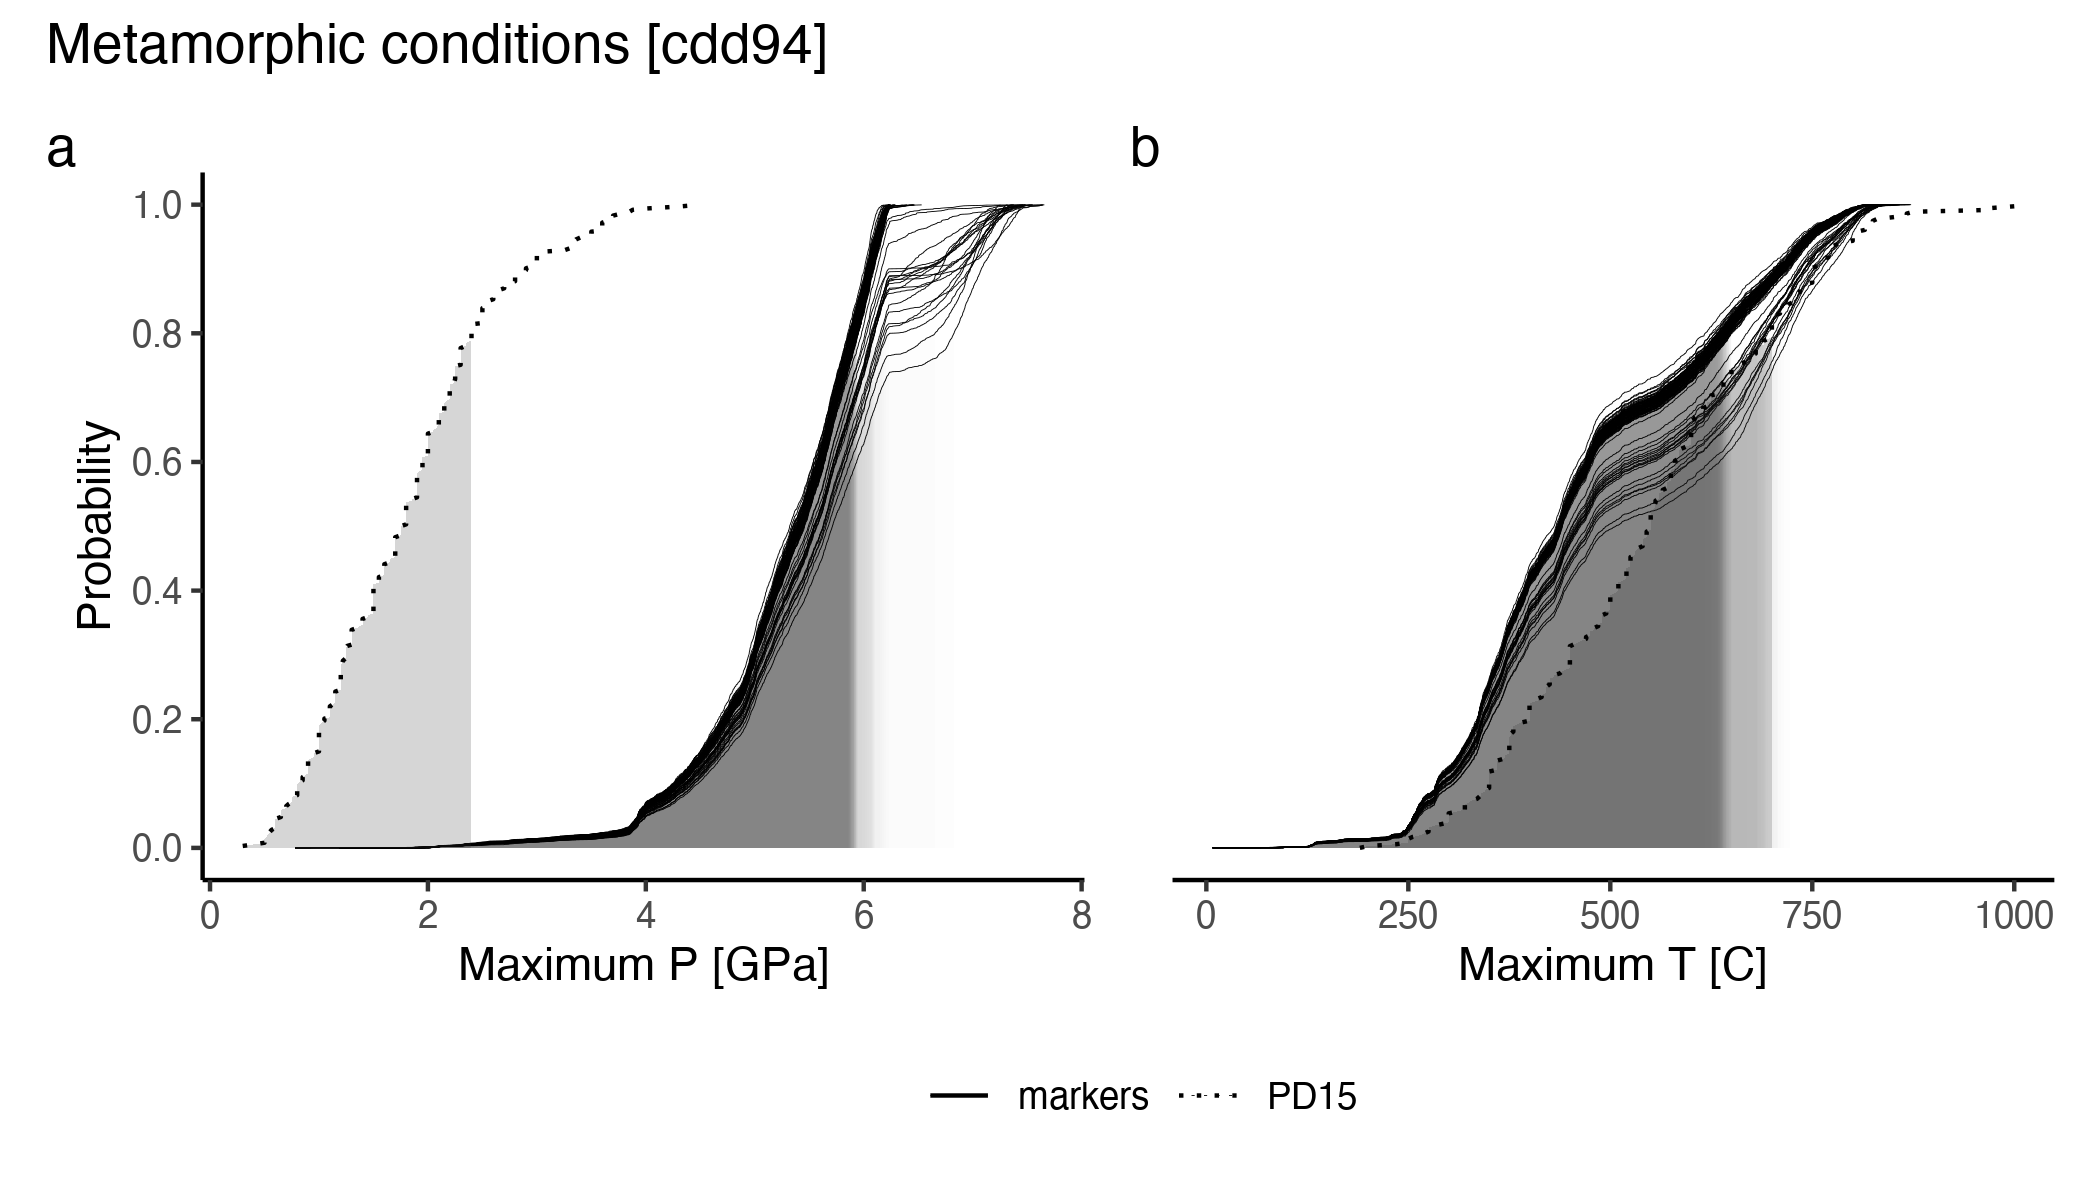 Metamorphic conditions [cdd94]
a
b
1.0
0.8
0.6
0.4
0.2
0.0
Probability
0 2 4 6 8
0 250 500 750 1000
Maximum P [GPa]
Maximum T [C]
markers PD15